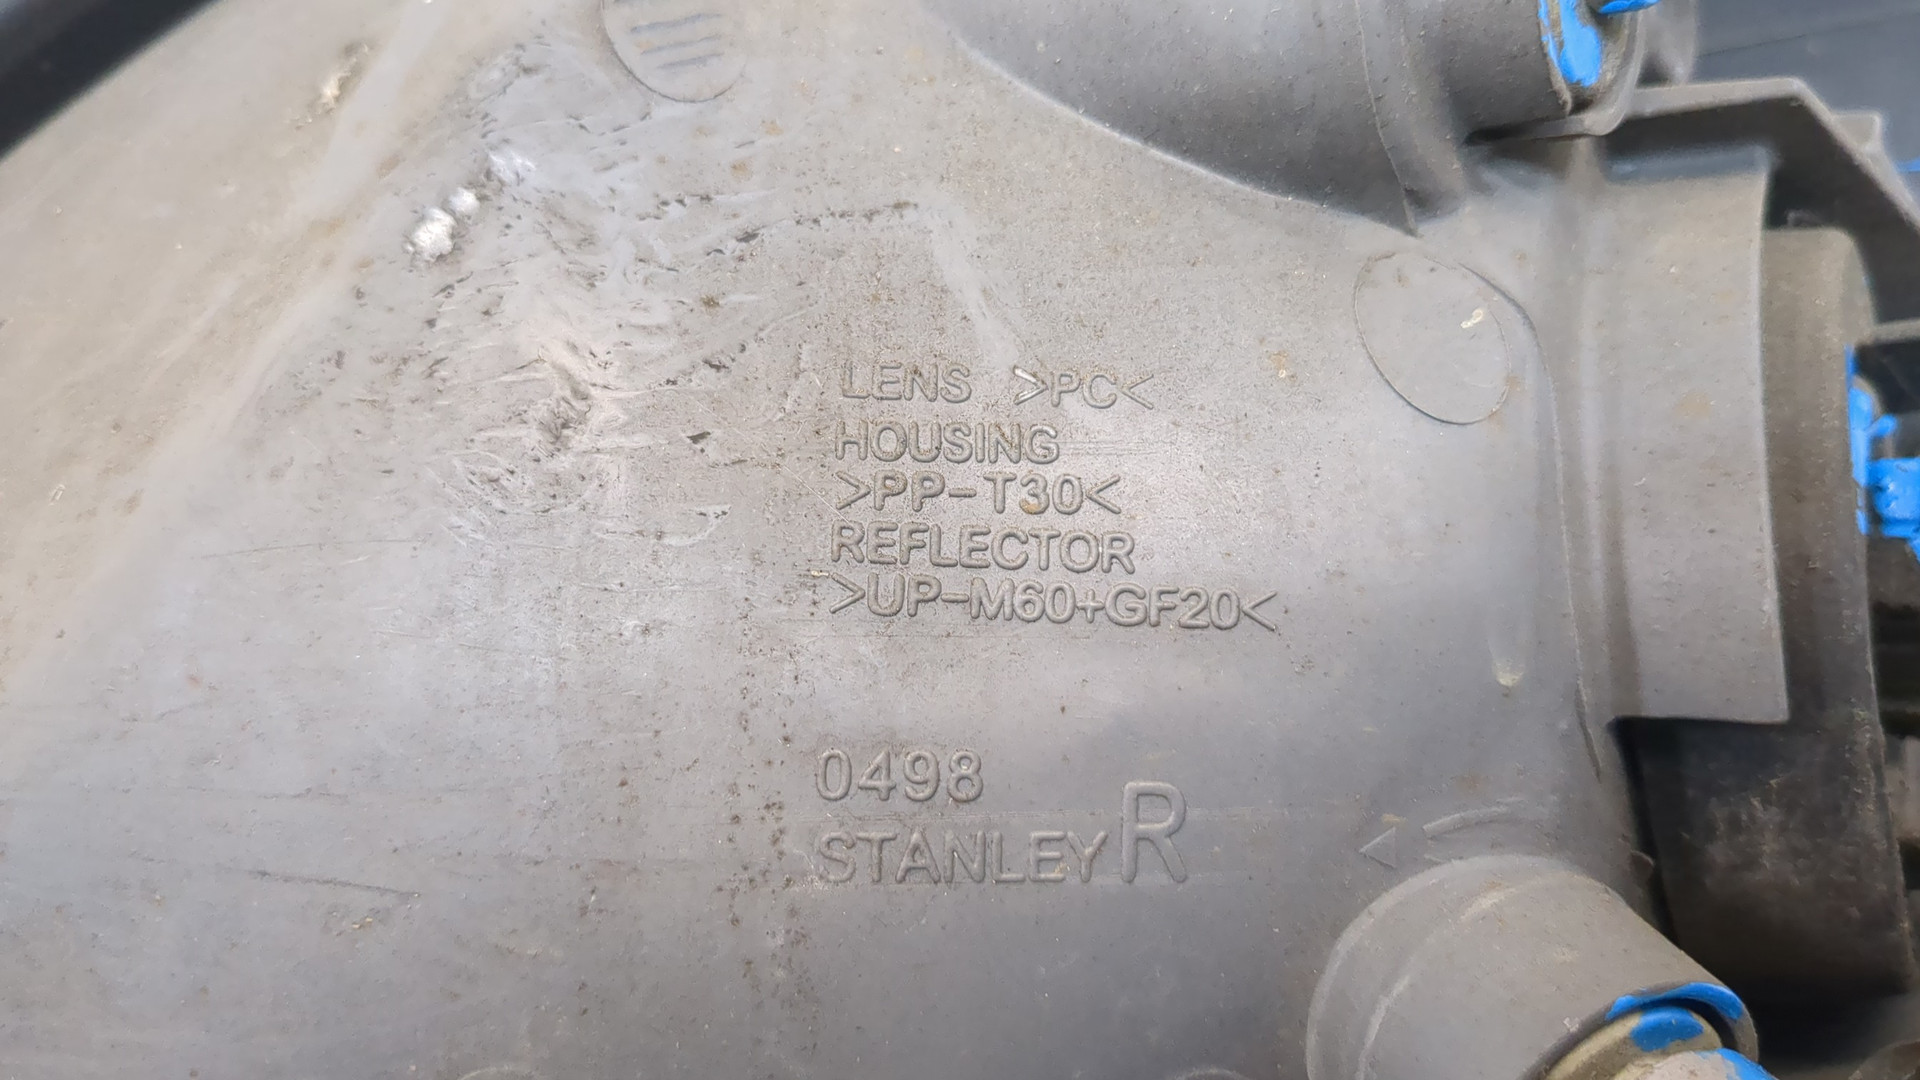 LENS >PC<
HOUSING
>PP-T30<
REFLECTOR
>UP-M60+GF20<
0498
STANLEY R